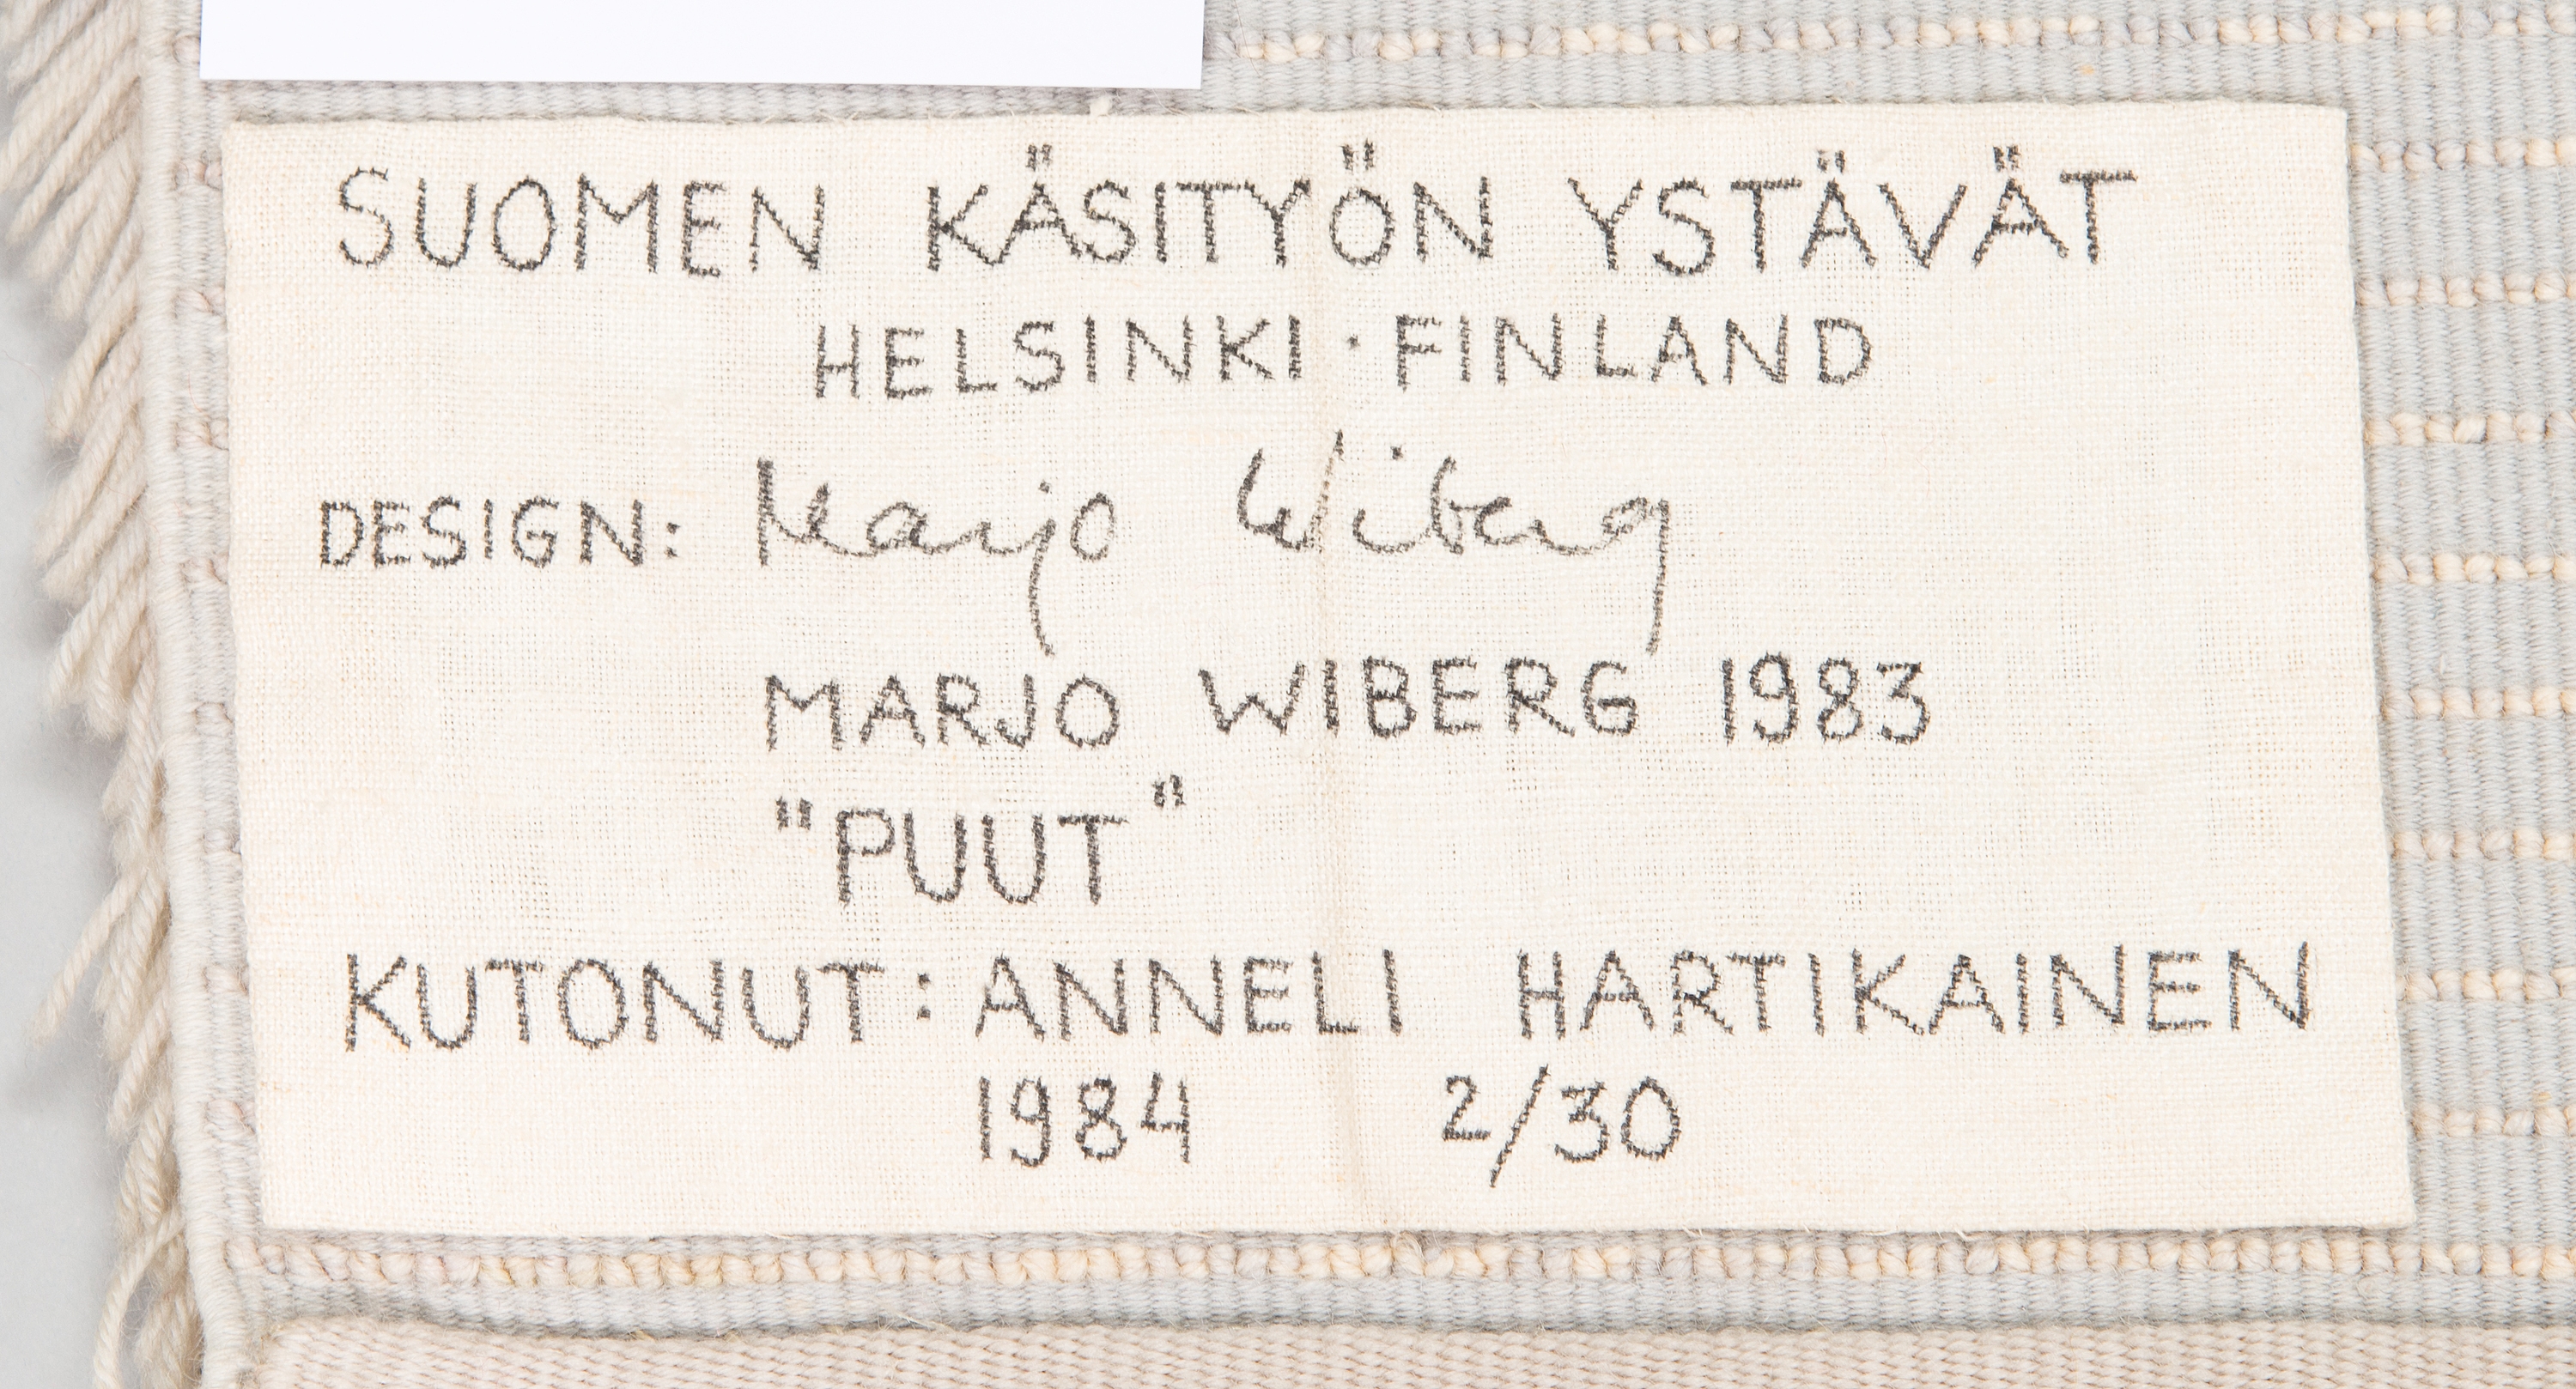 SUOMEN KÄSITYÖN YSTÄVÄT
HELSINKI · FINLAND
DESIGN: Marjo Wiberg
MARJO WIBERG 1983
"PUUT"
KUTONUT: ANNELI HARTIKAINEN
1984 2/30